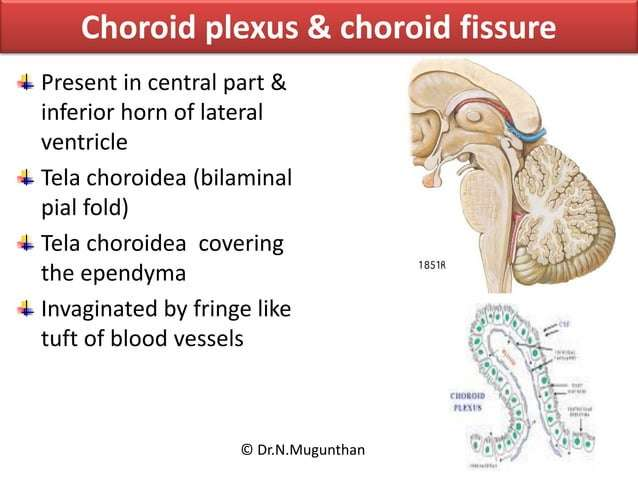 Choroid plexus & choroid fissure
Present in central part &
inferior horn of lateral
ventricle
Tela choroidea (bilaminal
pial fold)
Tela choroidea covering
the ependyma
Invaginated by fringe like
tuft of blood vessels
1851R
CSF
CHOROID
PLEXUS
© Dr.N.Mugunthan